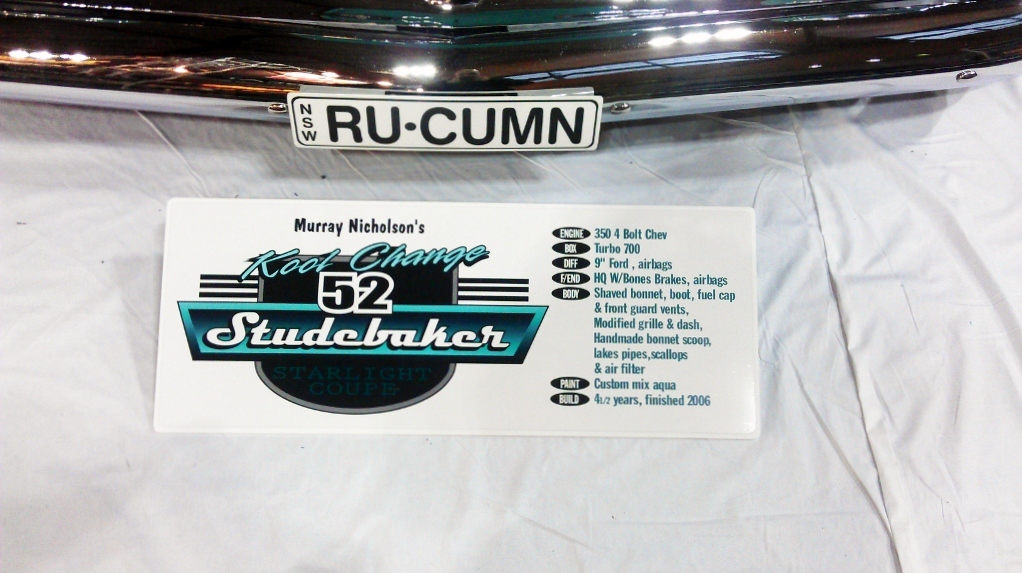 NSW RU•CUMN
Murray Nicholson's
Kool Change
52
Studebaker
STARLIGHT
COUPE
ENGINE 350 4 Bolt Chev
BOX Turbo 700
DIFF 9" Ford , airbags
F/END HQ W/Bones Brakes, airbags
BODY Shaved bonnet, boot, fuel cap
& front guard vents,
Modified grille & dash,
Handmade bonnet scoop,
lakes pipes,scallops
& air filter
PAINT Custom mix aqua
BUILD 41/2 years, finished 2006